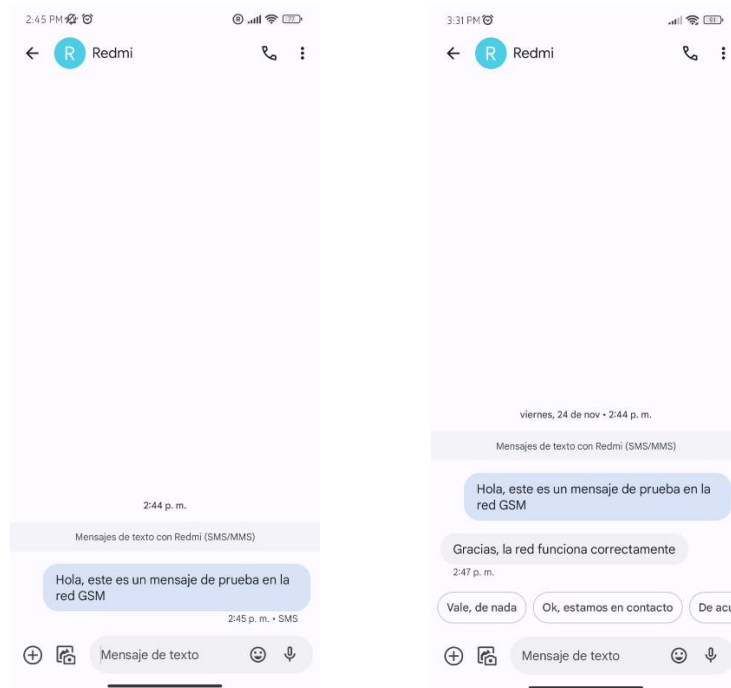 2:45 PM
77
R
Redmi
2:44 p. m.
Mensajes de texto con Redmi (SMS/MMS)
Hola, este es un mensaje de prueba en la
red GSM
2:45 p. m. • SMS
Mensaje de texto
3:31 PM
R
Redmi
viernes, 24 de nov • 2:44 p. m.
Mensajes de texto con Redmi (SMS/MMS)
Hola, este es un mensaje de prueba en la
red GSM
Gracias, la red funciona correctamente
2:47 p. m.
Vale, de nada
Ok, estamos en contacto
De acu
Mensaje de texto